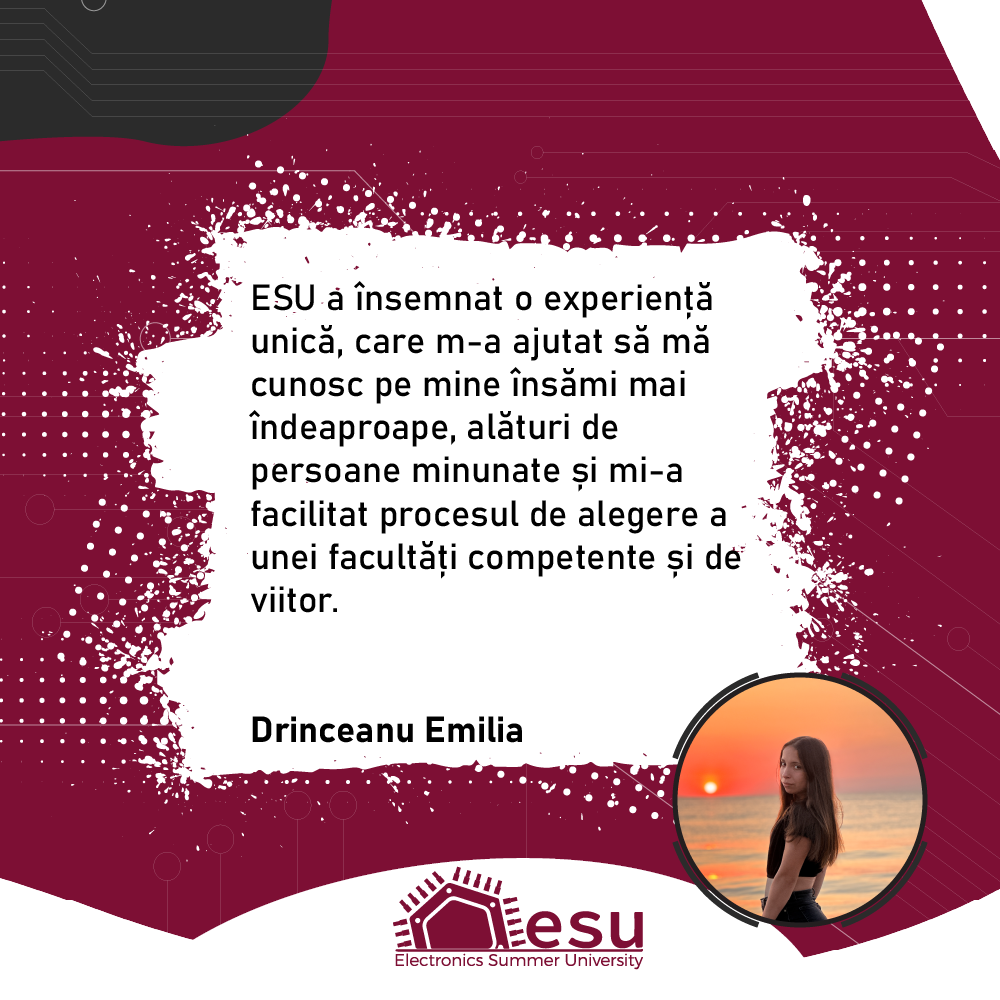 ESU a însemnat o experiență
unică, care m-a ajutat să mă
cunosc pe mine însămi mai
îndeaproape, alături de
persoane minunate și mi-a
facilitat procesul de alegere a
unei facultăți competente și de
viitor.
Drinceanu Emilia
esu
Electronics Summer University